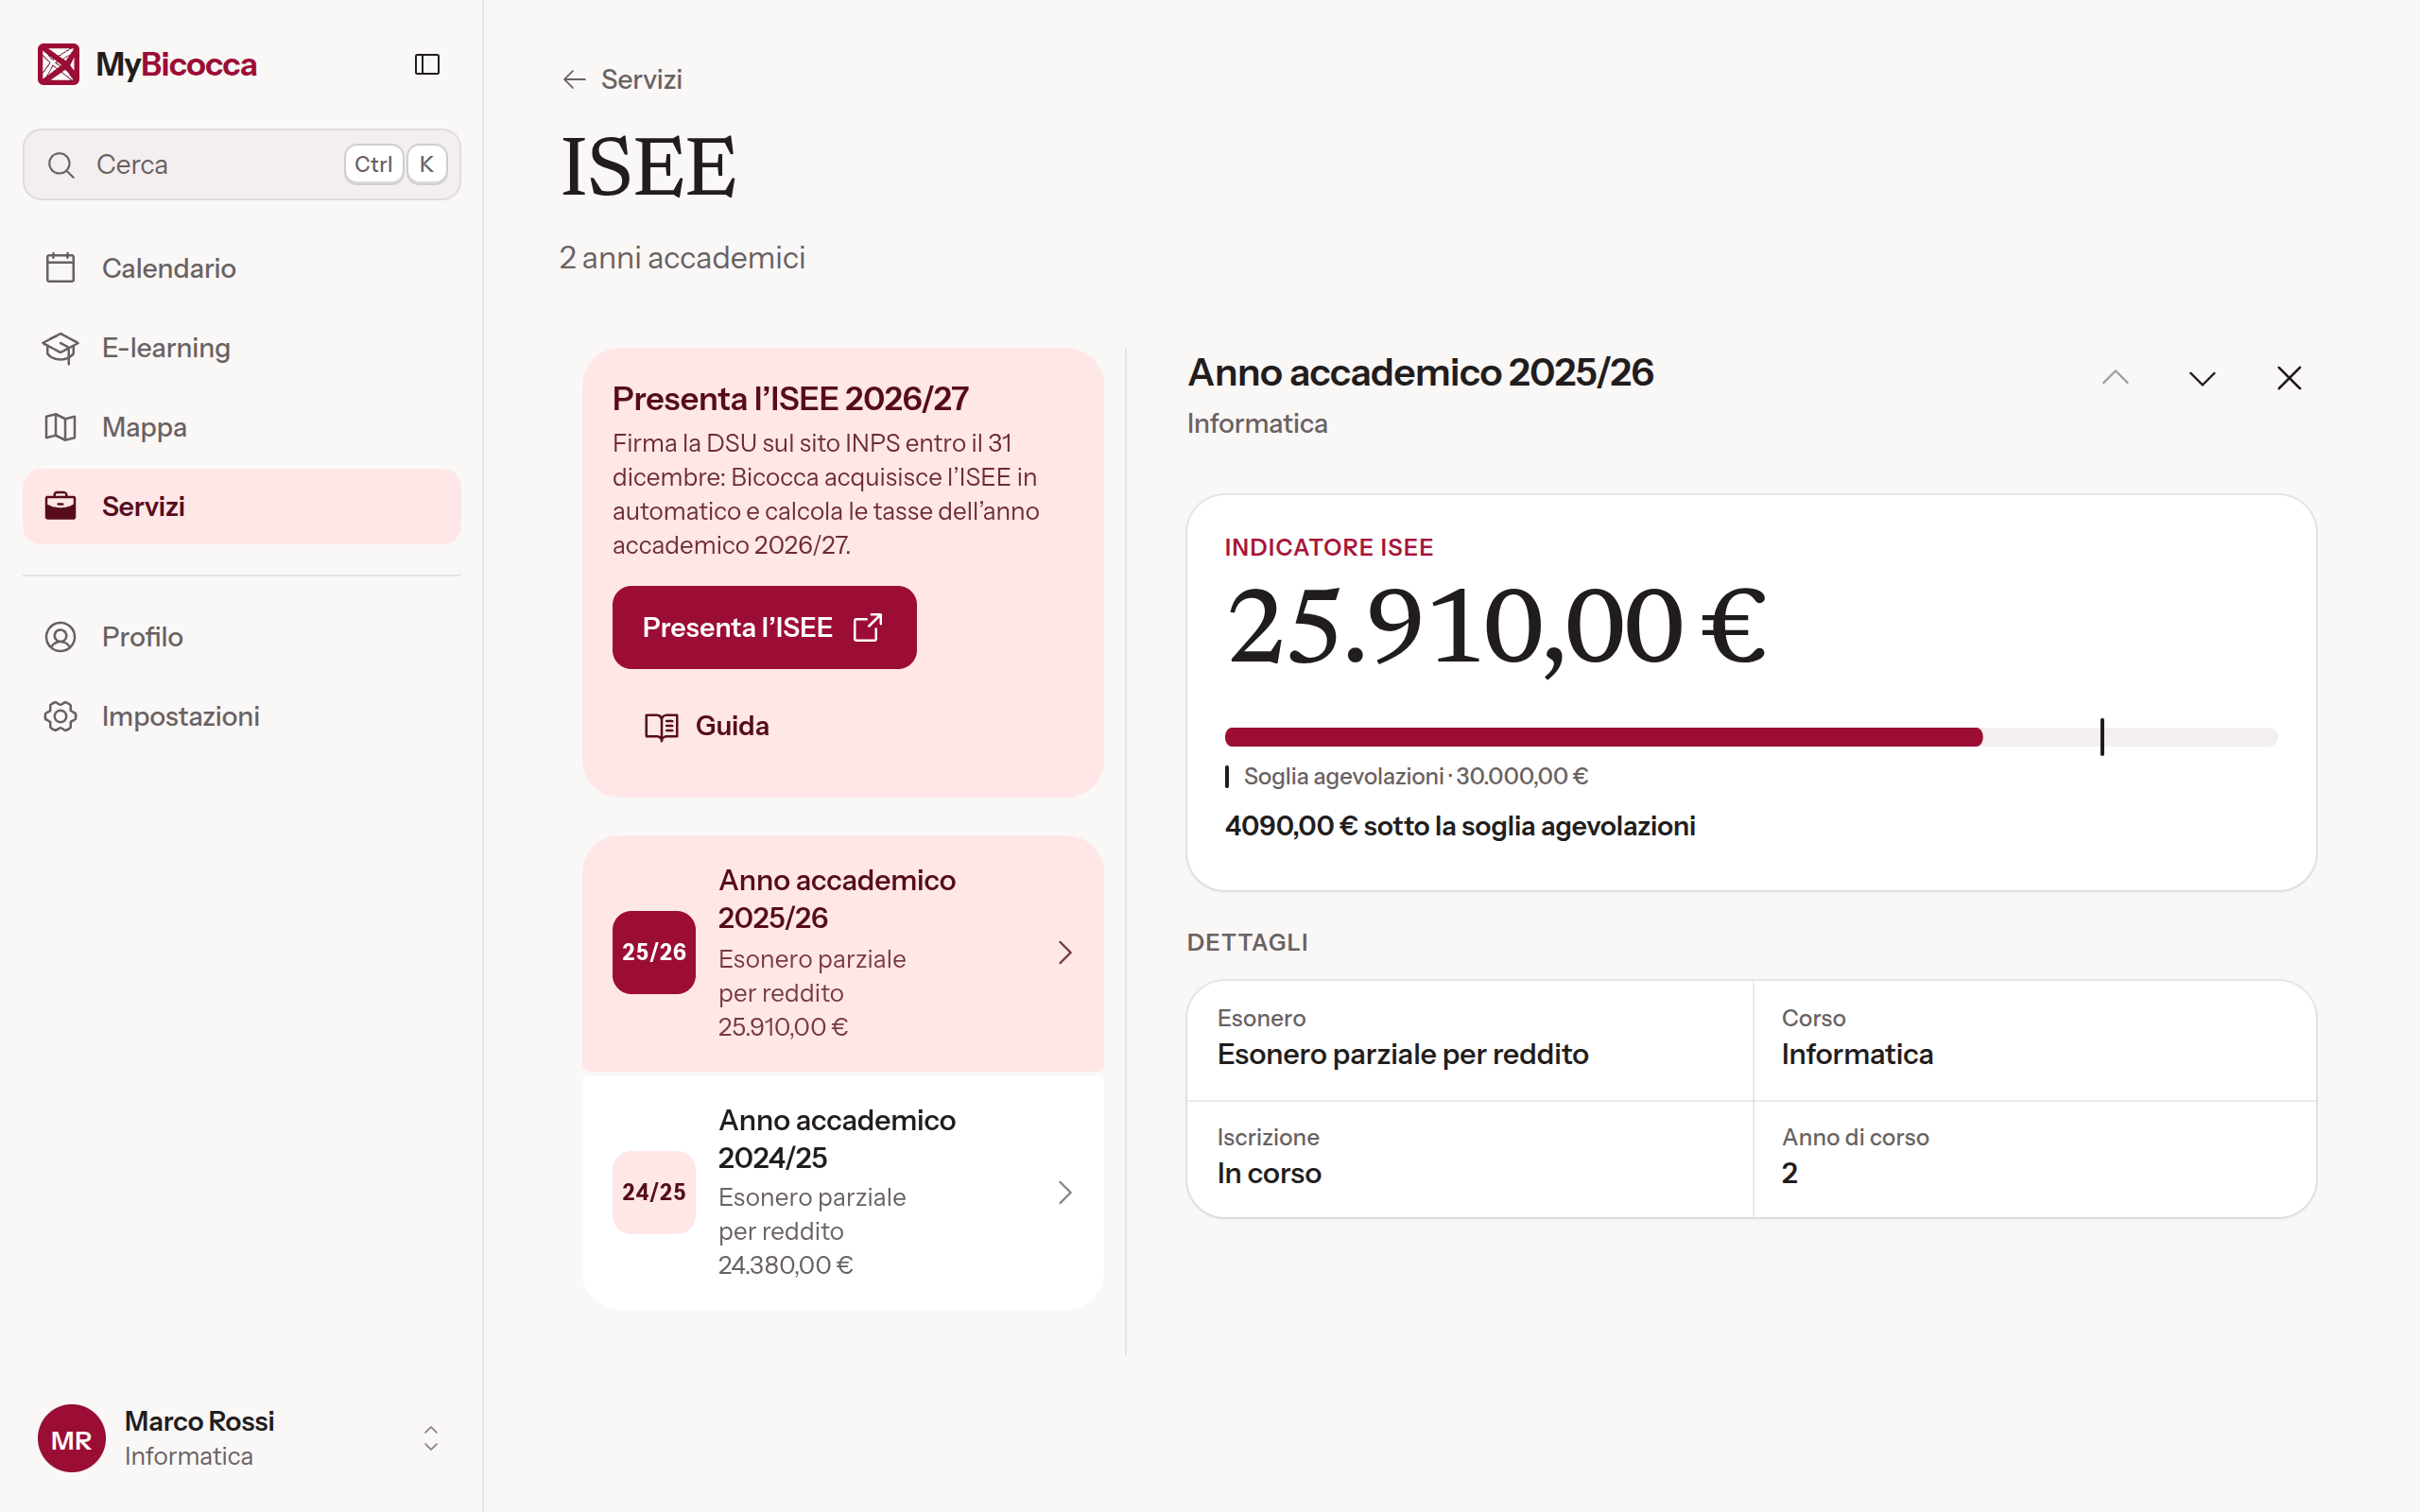 MyBicocca
Cerca
Ctrl K
Calendario
E-learning
Mappa
Servizi
Profilo
Impostazioni
MR
Marco Rossi
Informatica
Servizi
ISEE
2 anni accademici
Presenta l’ISEE 2026/27
Firma la DSU sul sito INPS entro il 31
dicembre: Bicocca acquisisce l’ISEE in
automatico e calcola le tasse dell’anno
accademico 2026/27.
Presenta l’ISEE
Guida
25/26
Anno accademico
2025/26
Esonero parziale
per reddito
25.910,00 €
24/25
Anno accademico
2024/25
Esonero parziale
per reddito
24.380,00 €
Anno accademico 2025/26
Informatica
INDICATORE ISEE
25.910,00 €
Soglia agevolazioni · 30.000,00 €
4090,00 € sotto la soglia agevolazioni
DETTAGLI
Esonero
Esonero parziale per reddito
Corso
Informatica
Iscrizione
In corso
Anno di corso
2